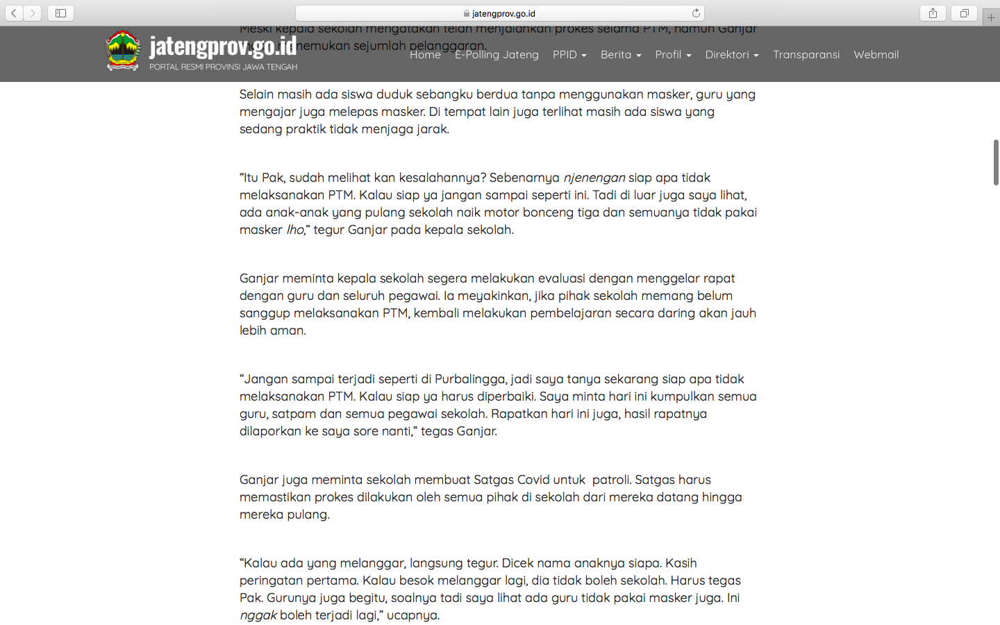 jatengprov.go.id
Meski kepala sekolah mengatakan telah menjalankan prokes selama PTM, namun Ganjar
menemukan sejumlah pelanggaran.
jatengprov.go.id
PORTAL RESMI PROVINSI JAWA TENGAH
Home E-Polling Jateng PPID Berita Profil Direktori Transparansi Webmail
Selain masih ada siswa duduk sebangku berdua tanpa menggunakan masker, guru yang
mengajar juga melepas masker. Di tempat lain juga terlihat masih ada siswa yang
sedang praktik tidak menjaga jarak.
“Itu Pak, sudah melihat kan kesalahannya? Sebenarnya njenengan siap apa tidak
melaksanakan PTM. Kalau siap ya jangan sampai seperti ini. Tadi di luar juga saya lihat,
ada anak-anak yang pulang sekolah naik motor bonceng tiga dan semuanya tidak pakai
masker lho,” tegur Ganjar pada kepala sekolah.
Ganjar meminta kepala sekolah segera melakukan evaluasi dengan menggelar rapat
dengan guru dan seluruh pegawai. Ia meyakinkan, jika pihak sekolah memang belum
sanggup melaksanakan PTM, kembali melakukan pembelajaran secara daring akan jauh
lebih aman.
“Jangan sampai terjadi seperti di Purbalingga, jadi saya tanya sekarang siap apa tidak
melaksanakan PTM. Kalau siap ya harus diperbaiki. Saya minta hari ini kumpulkan semua
guru, satpam dan semua pegawai sekolah. Rapatkan hari ini juga, hasil rapatnya
dilaporkan ke saya sore nanti,” tegas Ganjar.
Ganjar juga meminta sekolah membuat Satgas Covid untuk  patroli. Satgas harus
memastikan prokes dilakukan oleh semua pihak di sekolah dari mereka datang hingga
mereka pulang.
“Kalau ada yang melanggar, langsung tegur. Dicek nama anaknya siapa. Kasih
peringatan pertama. Kalau besok melanggar lagi, dia tidak boleh sekolah. Harus tegas
Pak. Gurunya juga begitu, soalnya tadi saya lihat ada guru tidak pakai masker juga. Ini
nggak boleh terjadi lagi,” ucapnya.